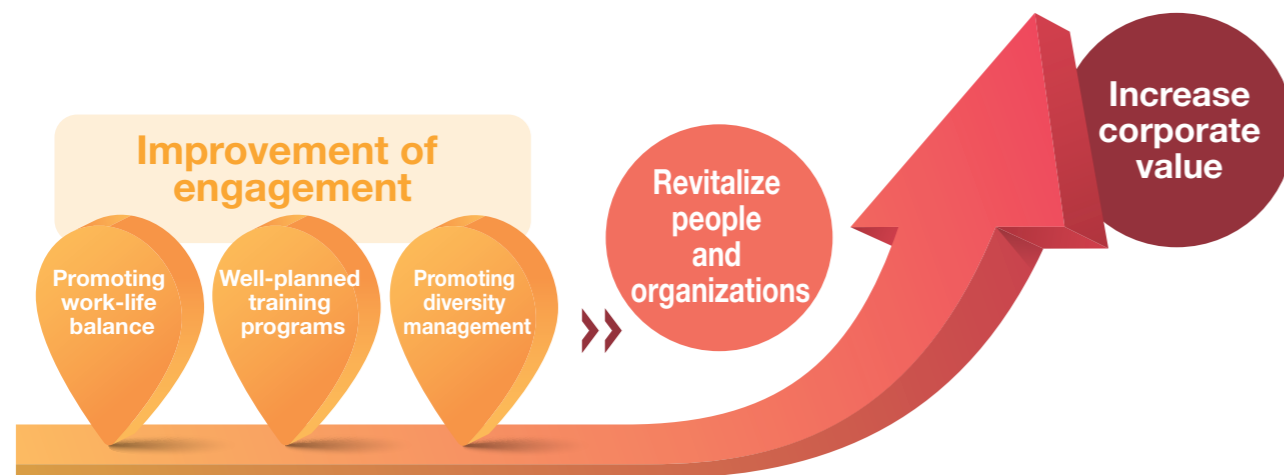 Improvement of
engagement
Promoting
work-life
balance
Well-planned
training
programs
Promoting
diversity
management
Revitalize
people
and
organizations
Increase
corporate
value